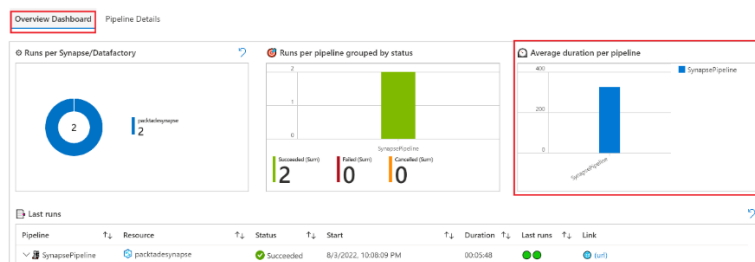 Overview Dashboard Pipeline Details
Runs per Synapse/Datafactory
2
packtadesynapse
2
Runs per pipeline grouped by status
2
1
0
SynapsePipeline
Succeeded (Sum)
2
Failed (Sum)
0
Cancelled (Sum)
0
Average duration per pipeline
400
200
0
SynapsePipeline
SynapsePipeline
Last runs
Pipeline Resource Status Start Duration Last runs Link
SynapsePipeline packtadesynapse Succeeded 8/3/2022, 10:08:09 PM 00:05:48 (url)